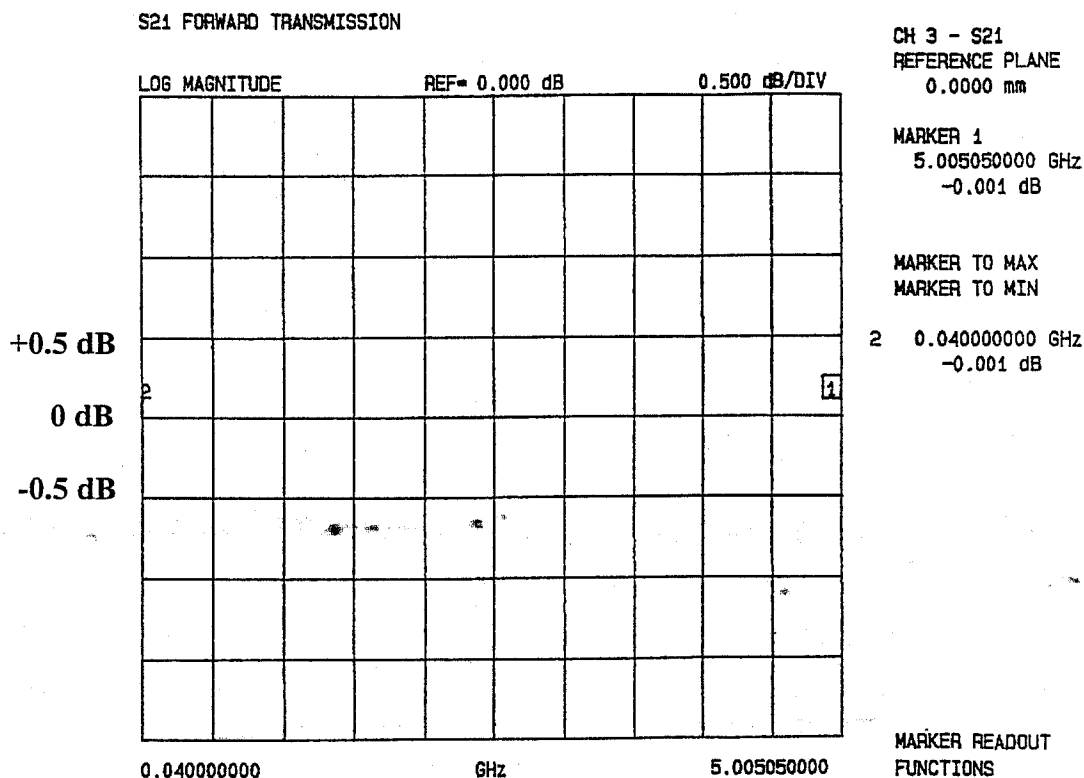 S21 FORWARD TRANSMISSION
LOG MAGNITUDE REF= 0.000 dB 0.500 dB/DIV
+0.5 dB
0 dB
-0.5 dB
2
1
0.040000000 GHz 5.005050000
CH 3 - S21
REFERENCE PLANE
0.0000 mm
MARKER 1
5.005050000 GHz
-0.001 dB
MARKER TO MAX
MARKER TO MIN
2 0.040000000 GHz
-0.001 dB
MARKER READOUT
FUNCTIONS